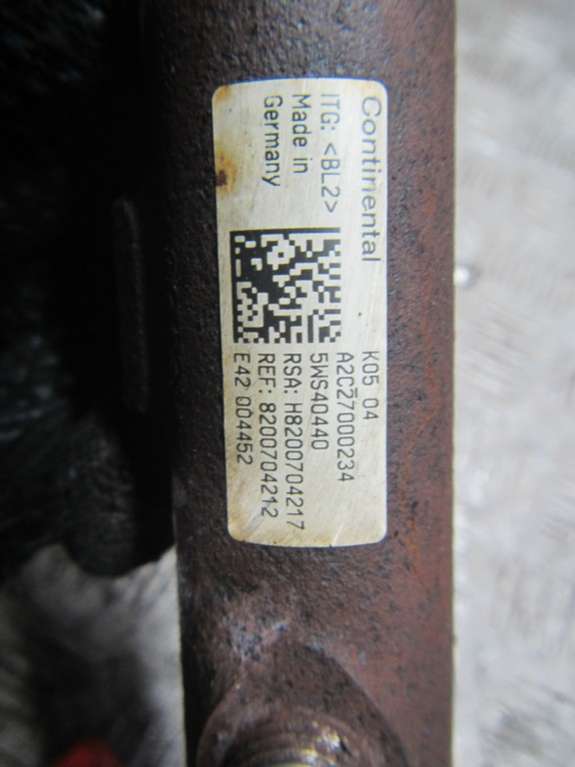 Continental
ITG: <BL2>
Made in
Germany
K05 04
A2C27000234
5WS40440
RSA: H8200704217
REF: 8200704212
E42 004452